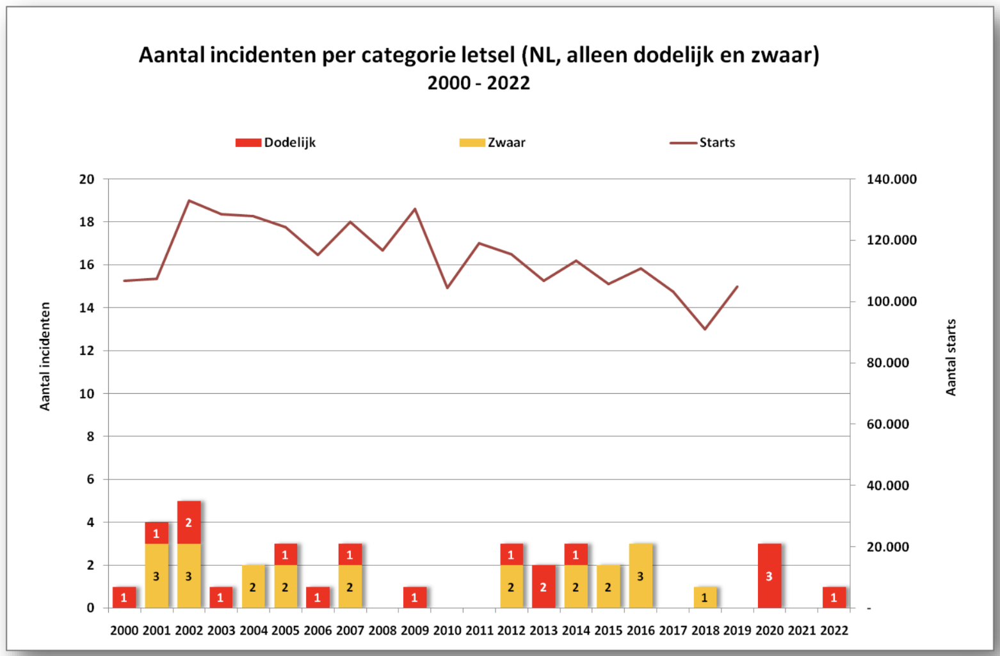 Aantal incidenten per categorie letsel (NL, alleen dodelijk en zwaar)
2000 - 2022
Dodelijk Zwaar Starts
20 140.000
18
120.000
16
100.000
14
12
80.000
10
60.000
8
6
40.000
4
20.000
2
0 -
Aantal incidenten
Aantal starts
1 2 1 1 1 1 2 1 3
1 3 3 1 2 2 1 2 1 2 2 2 3 1 1
2000 2001 2002 2003 2004 2005 2006 2007 2008 2009 2010 2011 2012 2013 2014 2015 2016 2017 2018 2019 2020 2021 2022